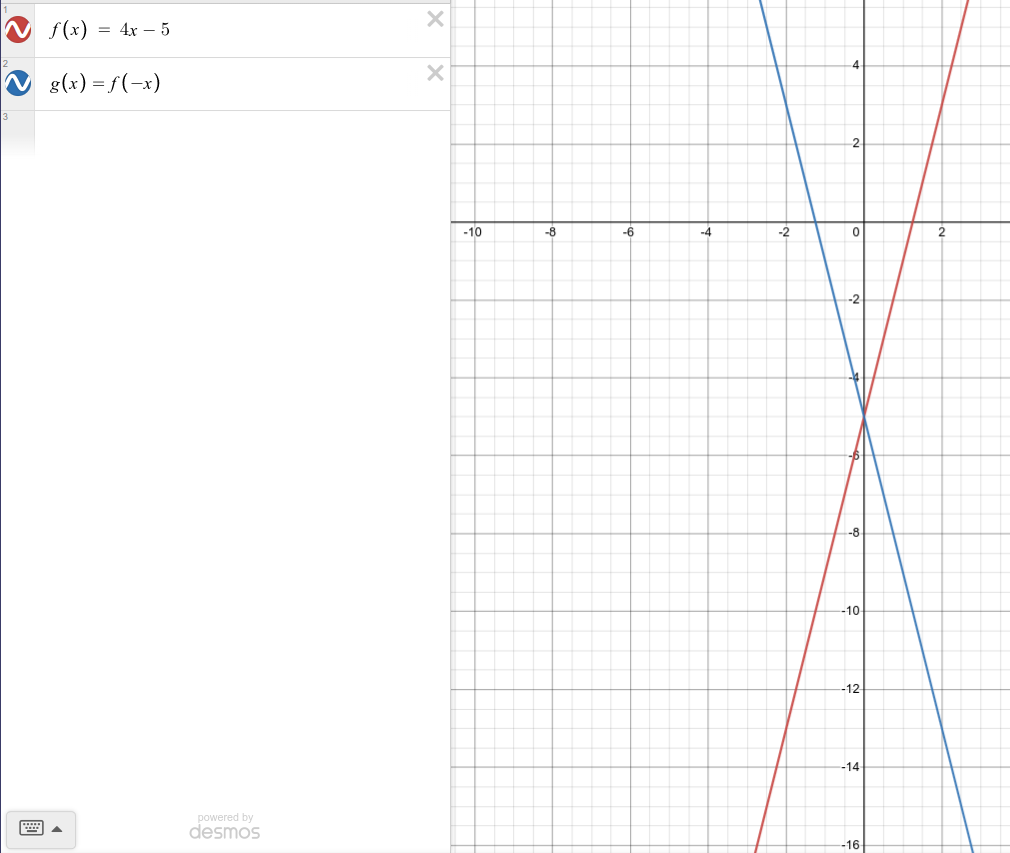 1
f(x) = 4x − 5
2
g(x) = f(−x)
3
4
2
-10 -8 -6 -4 -2 0 2
-2
-4
-6
-8
-10
-12
-14
-16
powered by
desmos